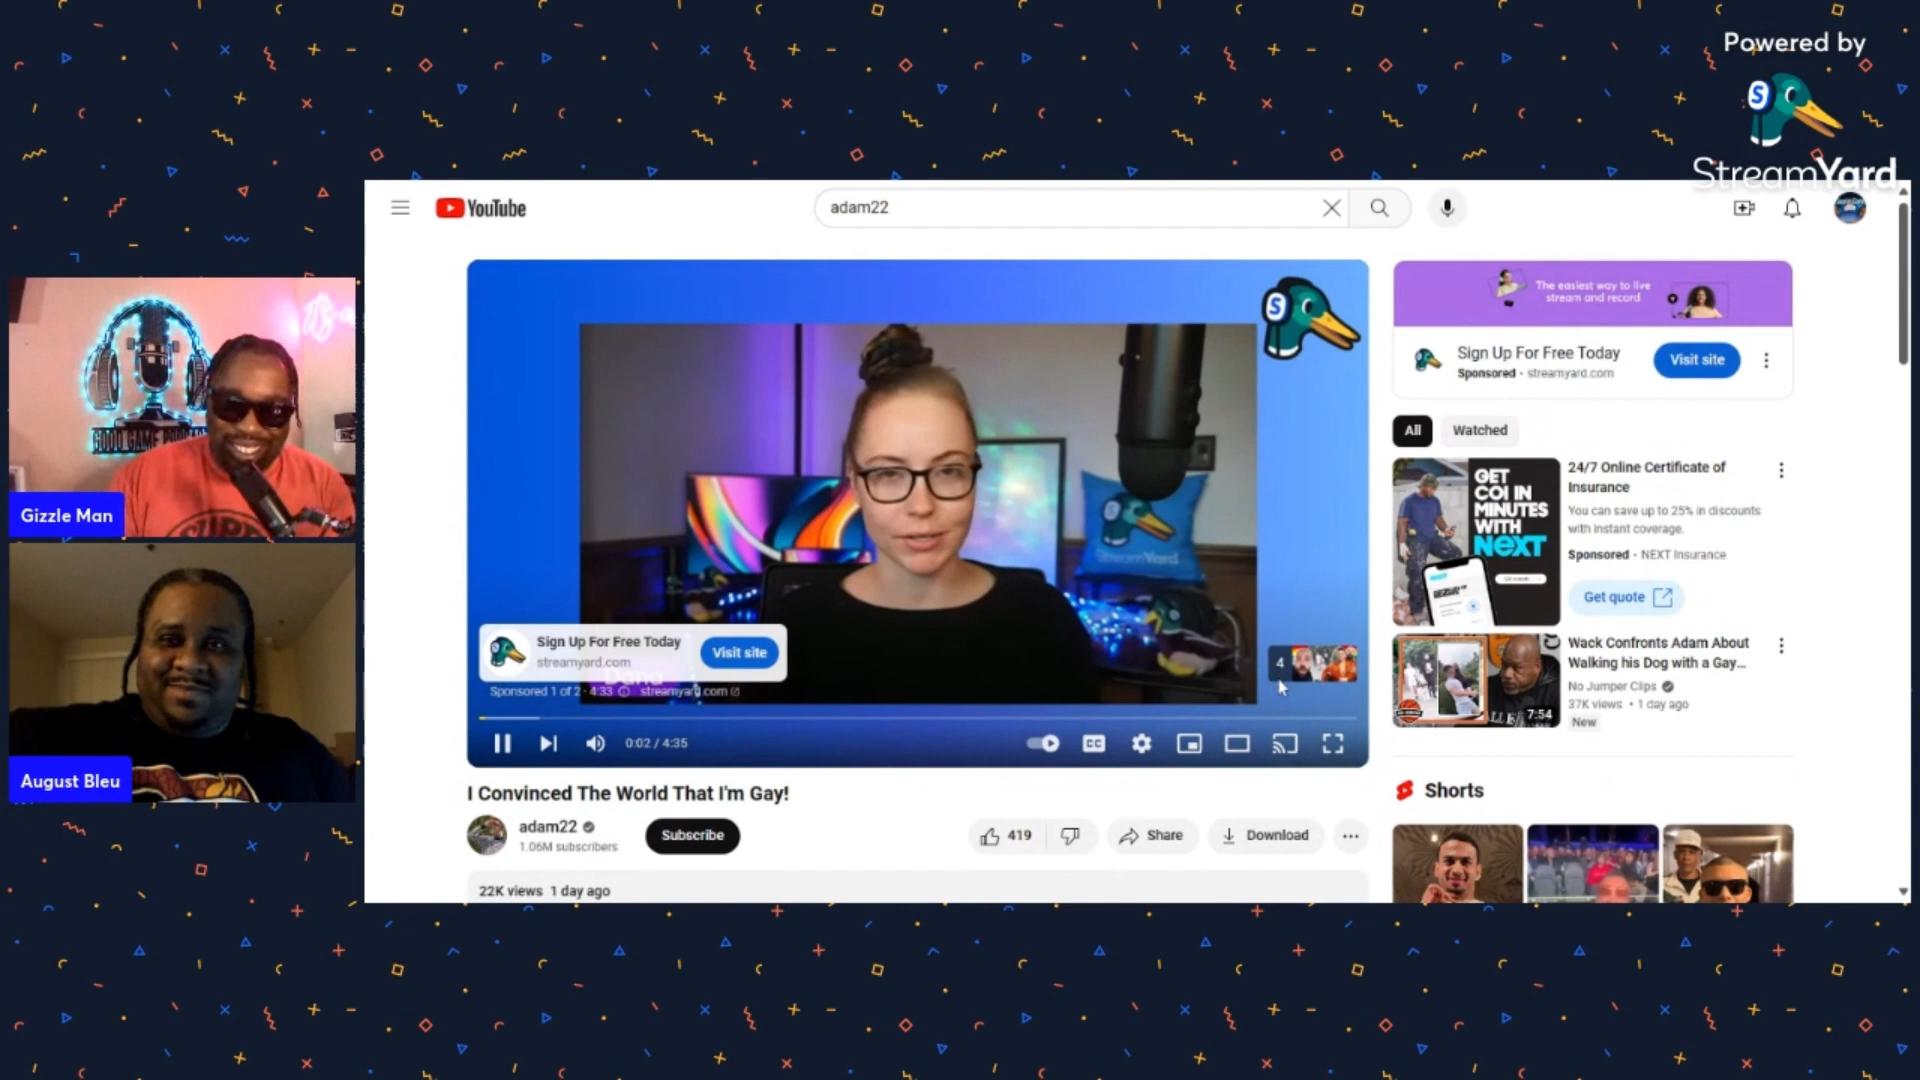 Powered by
StreamYard
YouTube
adam22
GOOD GAME PODCAST
Gizzle Man
August Bleu
S
StreamYard
Sign Up For Free Today
streamyard.com
Visit site
Dana
Sponsored 1 of 2 · 4:33 streamyard.com
4
0:02 / 4:35
CC
I Convinced The World That I'm Gay!
adam22
1.06M subscribers
Subscribe
419
Share
Download
22K views 1 day ago
The easiest way to live
stream and record
Sign Up For Free Today
Sponsored · streamyard.com
Visit site
All
Watched
GET
COI IN
MINUTES
WITH
NEXT
24/7 Online Certificate of
Insurance
You can save up to 25% in discounts
with instant coverage.
Sponsored · NEXT Insurance
Get quote
7:54
Wack Confronts Adam About
Walking his Dog with a Gay...
No Jumper Clips
37K views • 1 day ago
New
Shorts